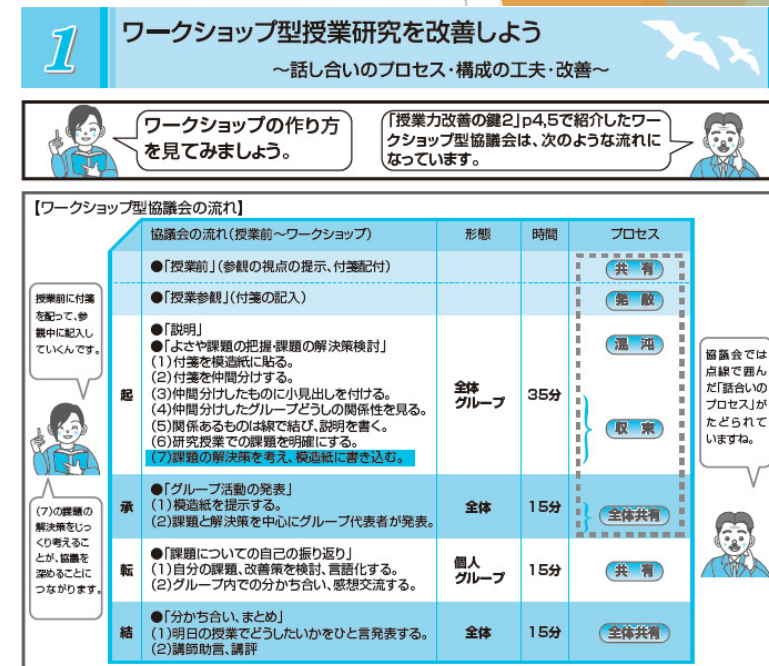 1
ワークショップ型授業研究を改善しよう
～話し合いのプロセス・構成の工夫・改善～
ワークショップの作り方
を見てみましょう。
「授業力改善の鍵2」p4,5で紹介したワー
クショップ型協議会は、次のような流れに
なっています。
【ワークショップ型協議会の流れ】
協議会の流れ(授業前～ワークショップ) 形態 時間 プロセス
●「授業前」(参観の視点の提示、付箋配付) 共有
●「授業参観」(付箋の記入) 発散
授業前に付箋
を配って、参
観中に記入し
ていくんです。
起
●「説明」
●「よさや課題の把握・課題の解決策検討」
(1)付箋を模造紙に貼る。
(2)付箋を仲間分けする。
(3)仲間分けしたものに小見出しを付ける。
(4)仲間分けしたグループどうしの関係性を見る。
(5)関係あるものは線で結び、説明を書く。
(6)研究授業での課題を明確にする。
(7)課題の解決策を考え、模造紙に書き込む。
全体
グループ
35分
混沌
収束
協議会では
点線で囲ん
だ「話合いの
プロセス」が
たどられて
いますね。
(7)の課題の
解決策をじっ
くり考えるこ
とが、協議を
深めることに
つながります。
承
●「グループ活動の発表」
(1)模造紙を提示する。
(2)課題と解決策を中心にグループ代表者が発表。
全体
15分
全体共有
転
●「課題についての自己の振り返り」
(1)自分の課題、改善策を検討、言語化する。
(2)グループ内での分かち合い、感想交流する。
個人
グループ
15分
共有
結
●「分かち合い、まとめ」
(1)明日の授業でどうしたいかをひと言発表する。
(2)講師助言、講評
全体
15分
全体共有